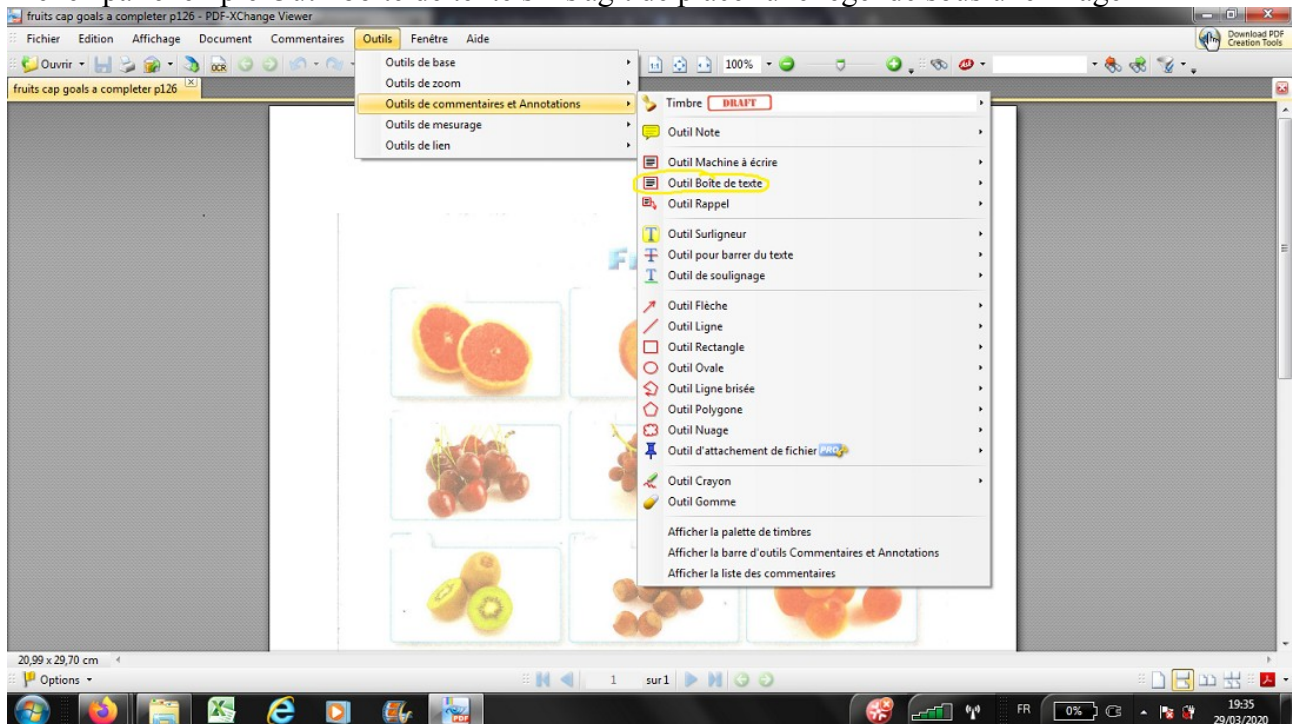 fruits cap goals a completer p126 - PDF-XChange Viewer
Fichier Edition Affichage Document Commentaires Outils Fenêtre Aide
Download PDF
Creation Tools
Ouvrir OCR 100%
fruits cap goals a completer p126
Outils de base
Outils de zoom
Outils de commentaires et Annotations
Outils de mesurage
Outils de lien
Timbre DRAFT
Outil Note
Outil Machine à écrire
Outil Boîte de texte
Outil Rappel
Outil Surligneur
Outil pour barrer du texte
Outil de soulignage
Outil Flèche
Outil Ligne
Outil Rectangle
Outil Ovale
Outil Ligne brisée
Outil Polygone
Outil Nuage
Outil d'attachement de fichier PRO
Outil Crayon
Outil Gomme
Afficher la palette de timbres
Afficher la barre d'outils Commentaires et Annotations
Afficher la liste des commentaires
20,99 x 29,70 cm
Options 1 sur 1
FR 0% 19:35
29/03/2020